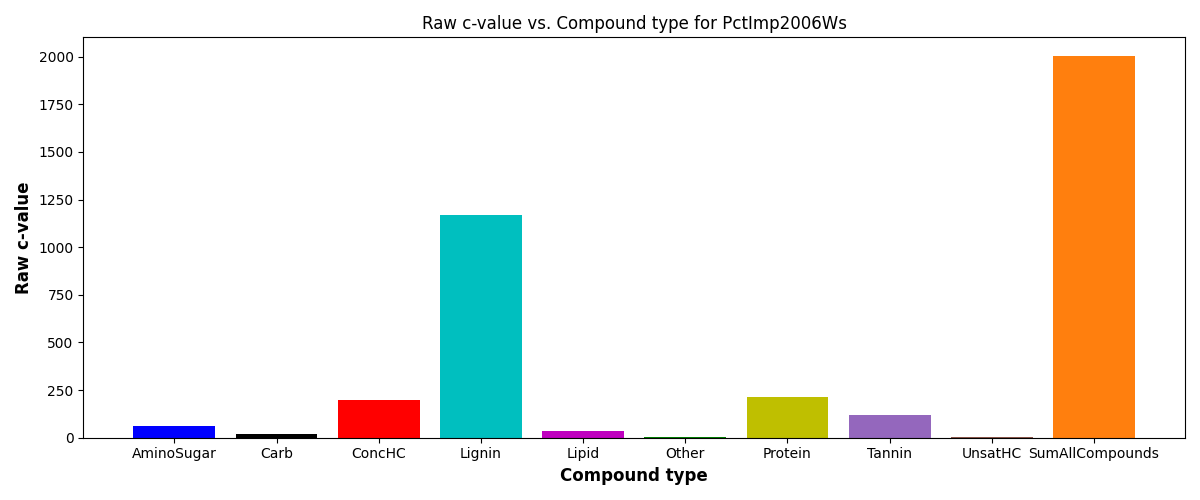 Raw c-value vs. Compound type for PctImp2006Ws
2000
1750
1500
1250
1000
750
500
250
0
Raw c-value
AminoSugar Carb ConcHC Lignin Lipid Other Protein Tannin UnsatHC SumAllCompounds
Compound type